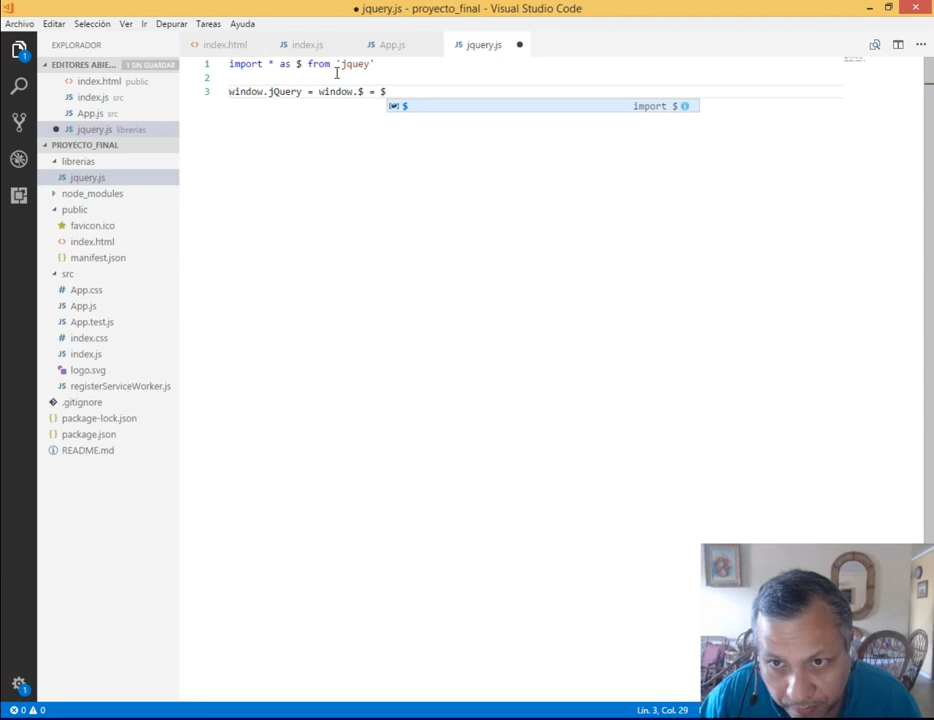 ● jquery.js - proyecto_final - Visual Studio Code
Archivo Editar Selección Ver Ir Depurar Tareas Ayuda
EXPLORADOR
index.html index.js App.js jquery.js
EDITORES ABIE... 1 SIN GUARDAR
index.html public
index.js src
App.js src
jquery.js librerias
PROYECTO_FINAL
librerias
jquery.js
node_modules
public
favicon.ico
index.html
manifest.json
src
App.css
App.js
App.test.js
index.css
index.js
logo.svg
registerServiceWorker.js
.gitignore
package-lock.json
package.json
README.md
1 import * as $ from 'jquey'
2
3 window.jQuery = window.$ = $
$ import $
1
1
0 0 Lín. 3, Col. 29